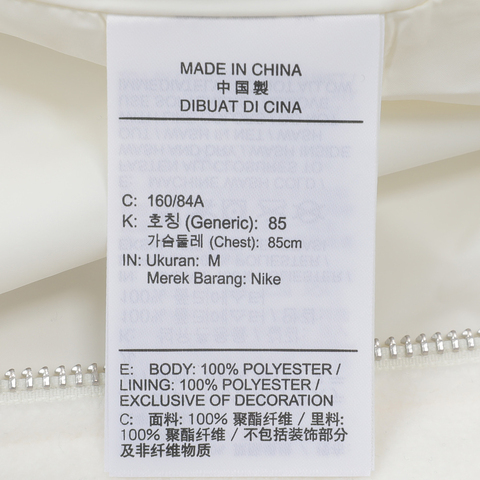 MADE IN CHINA
中国製
DIBUAT DI CINA
C: 160/84A
K: 호칭 (Generic): 85
가슴둘레 (Chest): 85cm
IN: Ukuran: M
Merek Barang: Nike
E: BODY: 100% POLYESTER /
LINING: 100% POLYESTER /
EXCLUSIVE OF DECORATION
C: 面料: 100% 聚酯纤维 / 里料:
100% 聚酯纤维 / 不包括装饰部分
及非纤维物质